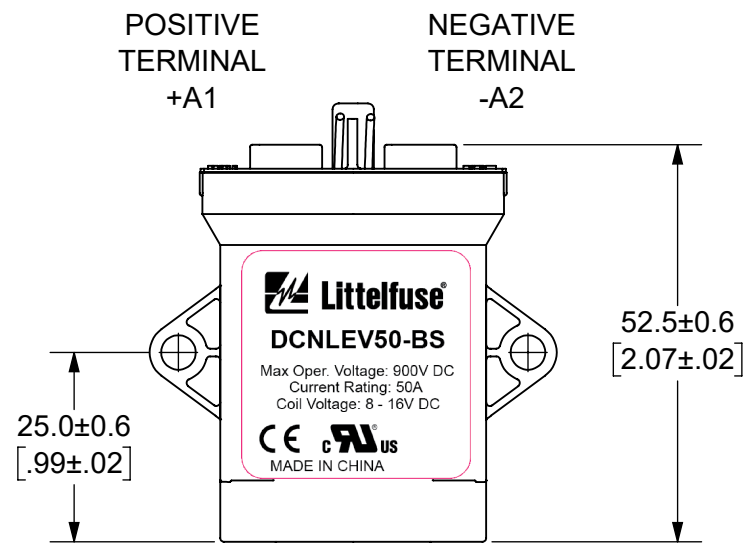 POSITIVE
TERMINAL
+A1
NEGATIVE
TERMINAL
-A2
Littelfuse®
DCNLEV50-BS
Max Oper. Voltage: 900V DC
Current Rating: 50A
Coil Voltage: 8 - 16V DC
CE c RU US
MADE IN CHINA
52.5±0.6
[2.07±.02]
25.0±0.6
[.99±.02]